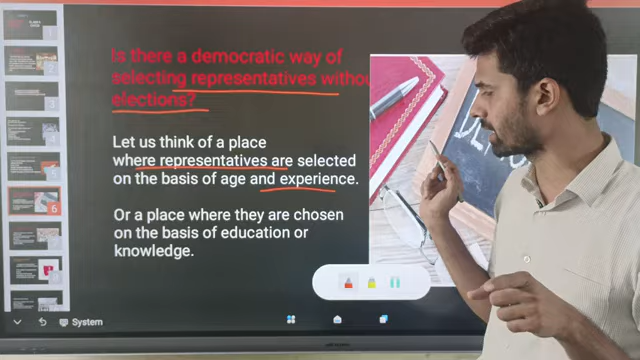 Is there a democratic way of
selecting representatives withou
elections?
Let us think of a place
where representatives are selected
on the basis of age and experience.
Or a place where they are chosen
on the basis of education or
knowledge.
System